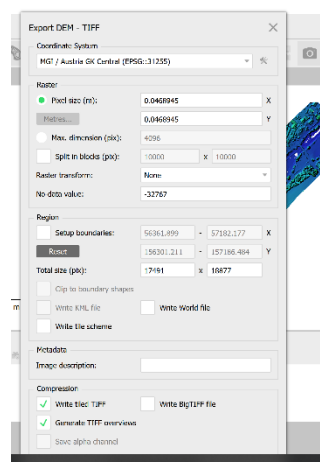 Export DEM - TIFF
Coordinate System
MGI / Austria GK Central (EPSG::31255)
Raster
Pixel size (m): 0.0468945 X
Metres... 0.0468945 Y
Max. dimension (pix): 4096
Split in blocks (pix): 10000 x 10000
Raster transform: None
No-data value: -32767
Region
Setup boundaries: 56361.899 - 57182.177 X
Reset 156301.211 - 157186.484 Y
Total size (pix): 17491 x 18877
Clip to boundary shapes
Write KML file Write World file
Write tile scheme
Metadata
Image description:
Compression
Write tiled TIFF Write BigTIFF file
Generate TIFF overviews
Save alpha channel